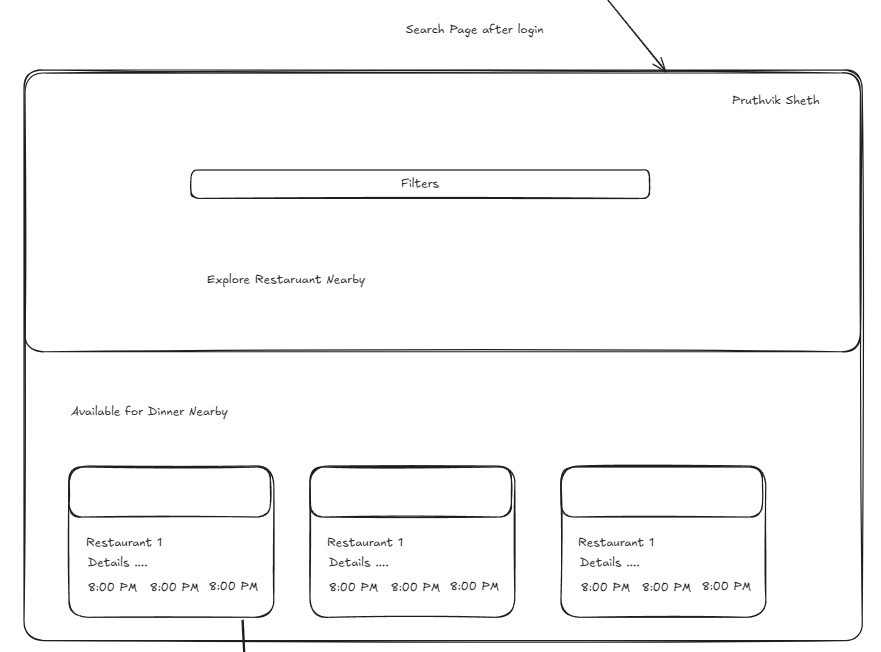 Search Page after login
Pruthvik Sheth
Filters
Explore Restaruant Nearby
Available for Dinner Nearby
Restaurant 1
Details ....
8:00 PM 8:00 PM 8:00 PM
Restaurant 1
Details ....
8:00 PM 8:00 PM 8:00 PM
Restaurant 1
Details ....
8:00 PM 8:00 PM 8:00 PM